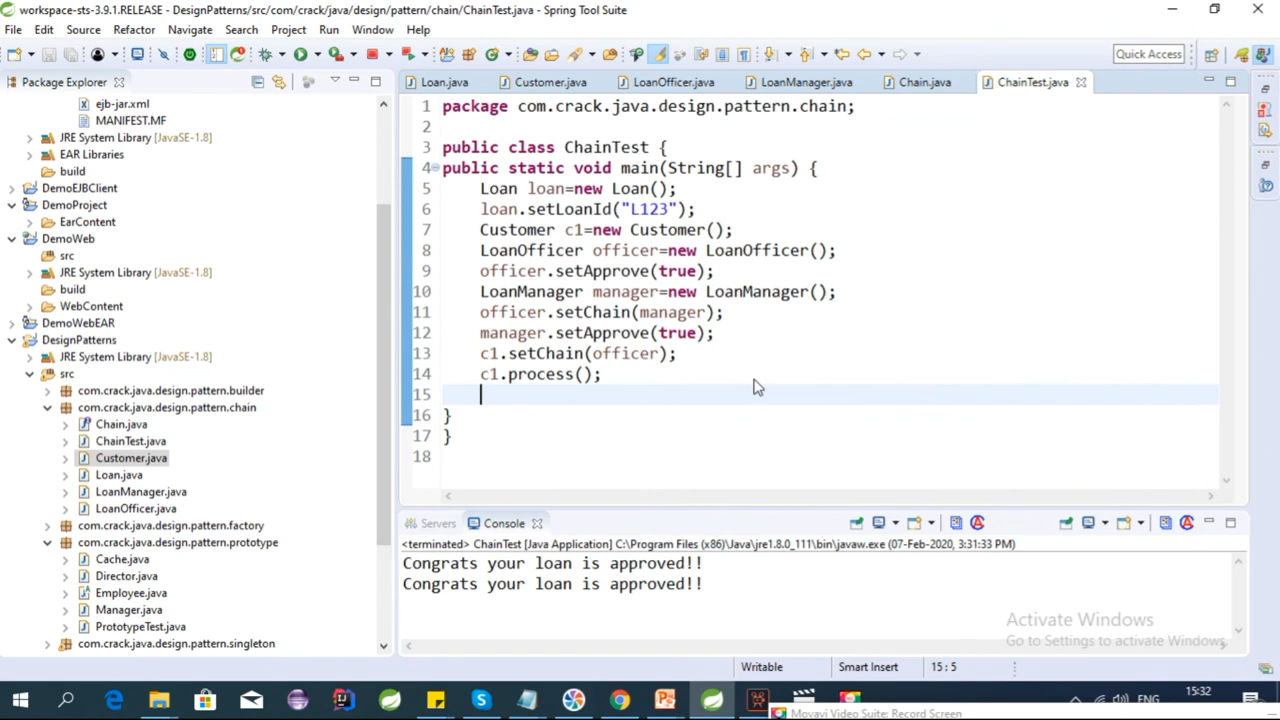 workspace-sts-3.9.1.RELEASE - DesignPatterns/src/com/crack/java/design/pattern/chain/ChainTest.java - Spring Tool Suite
File Edit Source Refactor Navigate Search Project Run Window Help
Quick Access
Package Explorer
ejb-jar.xml
MANIFEST.MF
JRE System Library [JavaSE-1.8]
EAR Libraries
build
DemoEJBClient
DemoProject
EarContent
DemoWeb
src
JRE System Library [JavaSE-1.8]
build
WebContent
DemoWebEAR
DesignPatterns
JRE System Library [JavaSE-1.8]
src
com.crack.java.design.pattern.builder
com.crack.java.design.pattern.chain
Chain.java
ChainTest.java
Customer.java
Loan.java
LoanManager.java
LoanOfficer.java
com.crack.java.design.pattern.factory
com.crack.java.design.pattern.prototype
Cache.java
Director.java
Employee.java
Manager.java
PrototypeTest.java
com.crack.java.design.pattern.singleton
Loan.java Customer.java LoanOfficer.java LoanManager.java Chain.java ChainTest.java
1 package com.crack.java.design.pattern.chain;
2
3 public class ChainTest {
4 public static void main(String[] args) {
5 Loan loan=new Loan();
6 loan.setLoanId("L123");
7 Customer c1=new Customer();
8 LoanOfficer officer=new LoanOfficer();
9 officer.setApprove(true);
10 LoanManager manager=new LoanManager();
11 officer.setChain(manager);
12 manager.setApprove(true);
13 c1.setChain(officer);
14 c1.process();
15
16 }
17 }
18
Servers Console
<terminated> ChainTest [Java Application] C:\Program Files (x86)\Java\jre1.8.0_111\bin\javaw.exe (07-Feb-2020, 3:31:33 PM)
Congrats your loan is approved!!
Congrats your loan is approved!!
Activate Windows
Go to Settings to activate Windows.
Writable Smart Insert 15 : 5
ENG 15:32
Movavi Video Suite: Record Screen